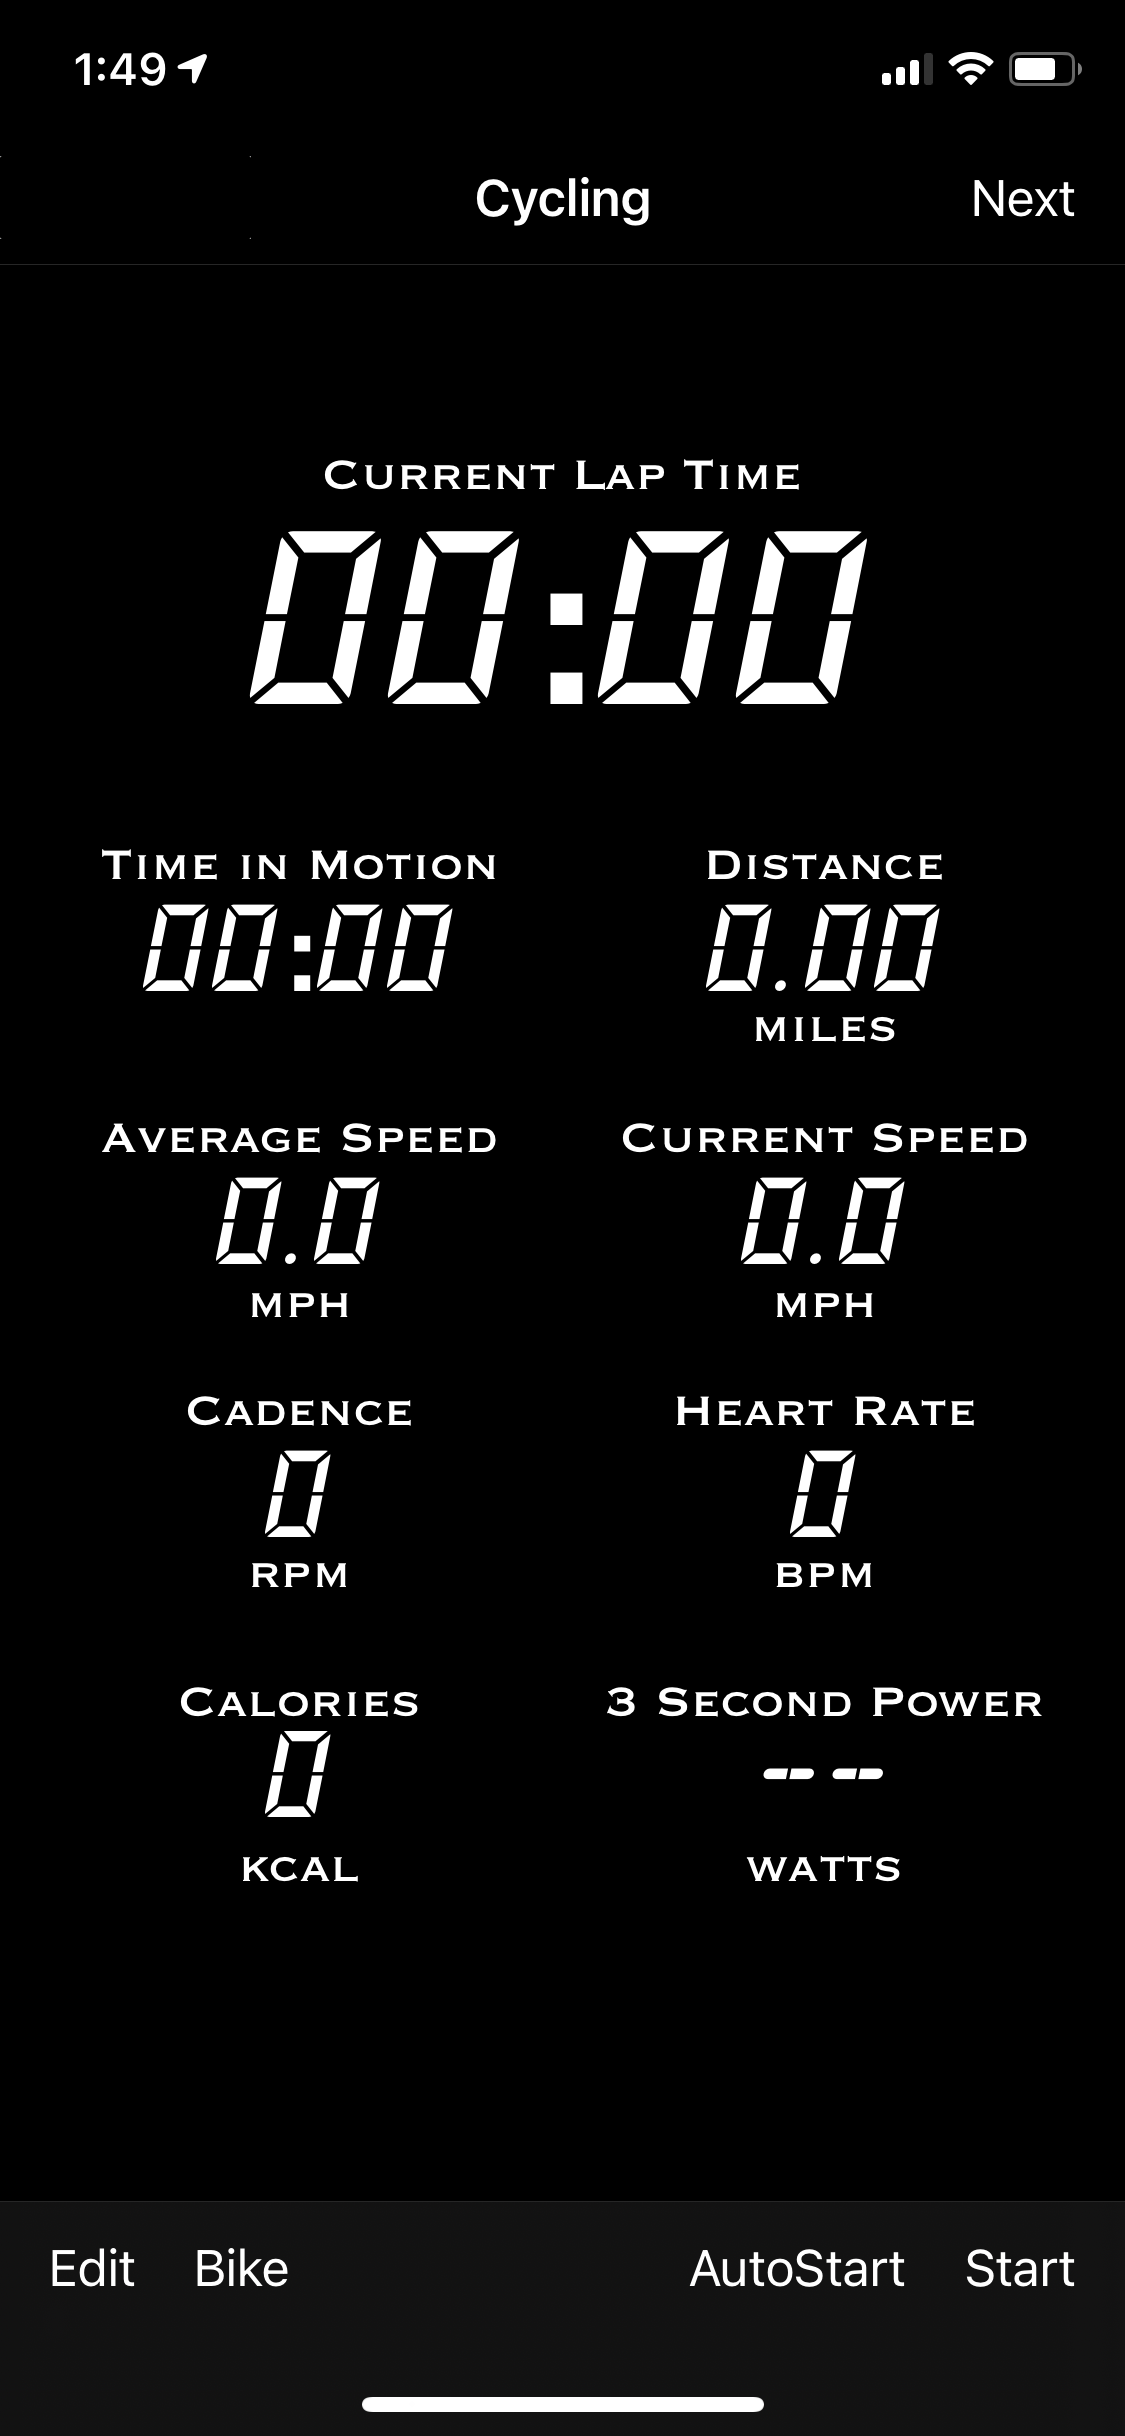 1:49
Cycling Next
Current Lap Time
00:00
Time in Motion Distance
00:00 0.00
miles
Average Speed Current Speed
0.0 0.0
mph mph
Cadence Heart Rate
0 0
rpm bpm
Calories 3 Second Power
0 --
kcal watts
Edit Bike AutoStart Start